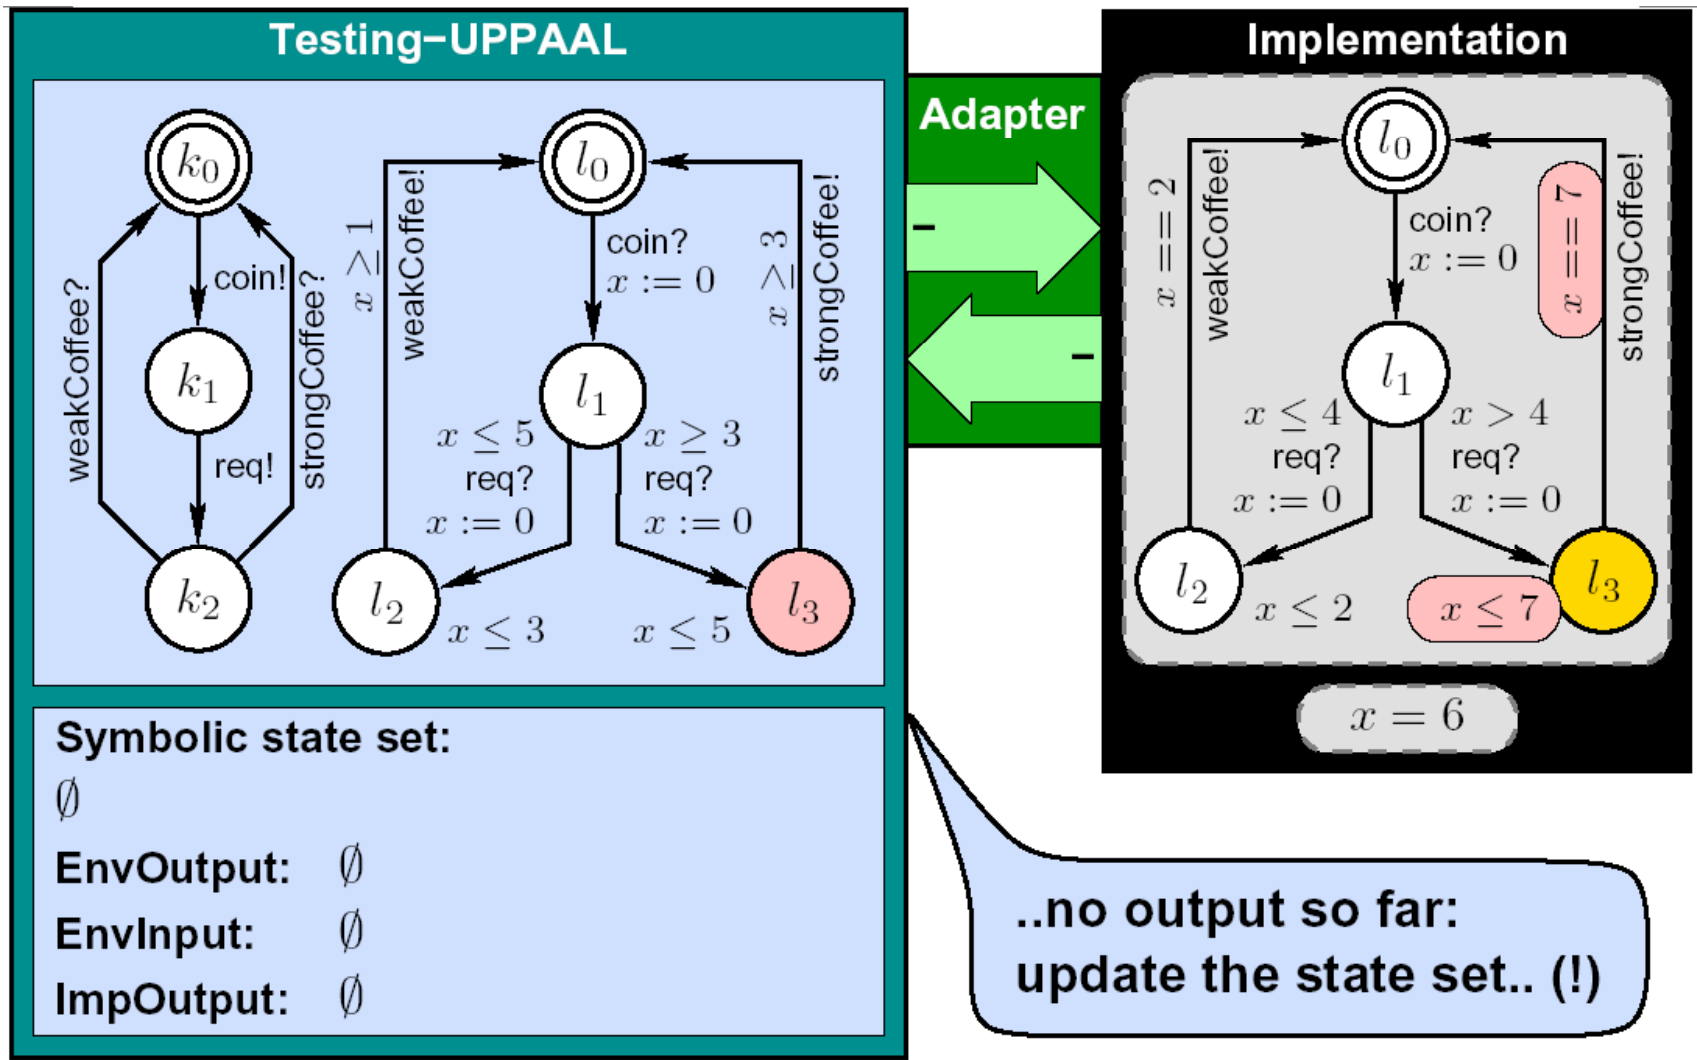 Testing−UPPAAL
k0
coin!
k1
req!
k2
weakCoffee?
strongCoffee?
l0
coin?
x := 0
l1
x ≤ 5
req?
x := 0
x ≥ 3
req?
x := 0
x ≥ 1
weakCoffee!
x ≥ 3
strongCoffee!
l2
x ≤ 3
x ≤ 5
l3
Symbolic state set:
∅
EnvOutput: ∅
EnvInput: ∅
ImpOutput: ∅
Adapter
−
−
Implementation
l0
coin?
x := 0
l1
x ≤ 4
req?
x := 0
x > 4
req?
x := 0
x == 2
weakCoffee!
x == 7
strongCoffee!
l2
x ≤ 2
x ≤ 7
l3
x = 6
..no output so far:
update the state set.. (!)